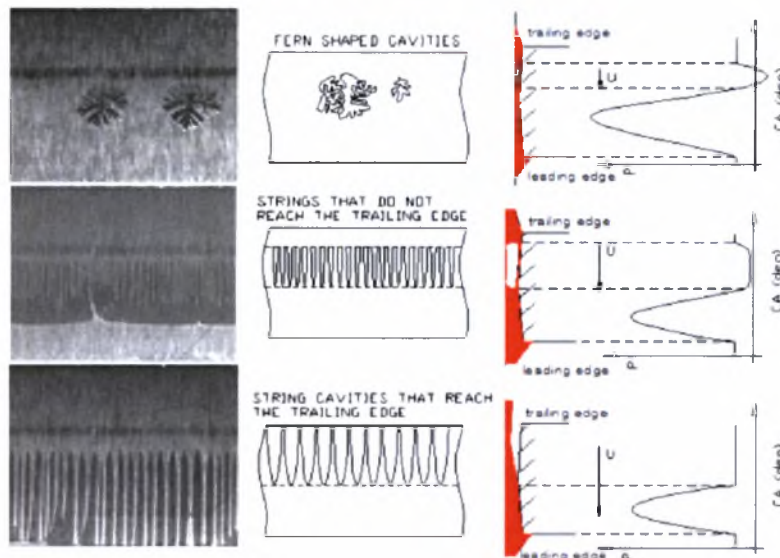 FERN SHAPED CAVITIES
trailing edge
U
CA (deg)
leading edge
P
STRINGS THAT DO NOT
REACH THE TRAILING EDGE
trailing edge
U
CA (deg)
leading edge
P
STRING CAVITIES THAT REACH
THE TRAILING EDGE
trailing edge
U
CA (deg)
leading edge
P